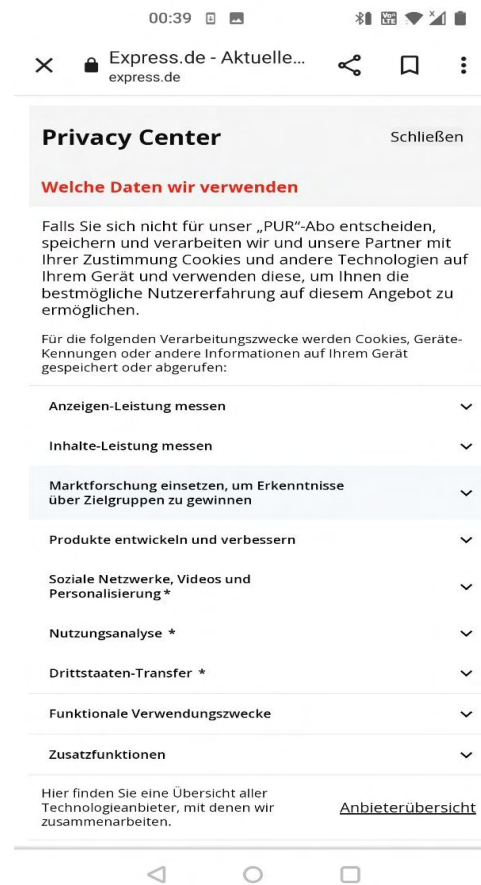 00:39
Express.de - Aktuelle...
express.de
Privacy Center
Schließen
Welche Daten wir verwenden
Falls Sie sich nicht für unser „PUR“-Abo entscheiden,
speichern und verarbeiten wir und unsere Partner mit
Ihrer Zustimmung Cookies und andere Technologien auf
Ihrem Gerät und verwenden diese, um Ihnen die
bestmögliche Nutzererfahrung auf diesem Angebot zu
ermöglichen.
Für die folgenden Verarbeitungszwecke werden Cookies, Geräte-
Kennungen oder andere Informationen auf Ihrem Gerät
gespeichert oder abgerufen:
Anzeigen-Leistung messen
Inhalte-Leistung messen
Marktforschung einsetzen, um Erkenntnisse
über Zielgruppen zu gewinnen
Produkte entwickeln und verbessern
Soziale Netzwerke, Videos und
Personalisierung *
Nutzungsanalyse *
Drittstaaten-Transfer *
Funktionale Verwendungszwecke
Zusatzfunktionen
Hier finden Sie eine Übersicht aller
Technologieanbieter, mit denen wir
zusammenarbeiten.
Anbieterübersicht